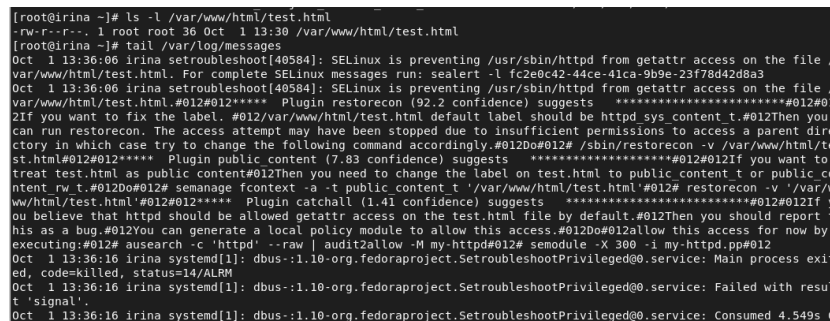 [root@irina ~]# ls -l /var/www/html/test.html
-rw-r--r--. 1 root root 36 Oct  1 13:30 /var/www/html/test.html
[root@irina ~]# tail /var/log/messages
Oct  1 13:36:06 irina setroubleshoot[40584]: SELinux is preventing /usr/sbin/httpd from getattr access on the file /
var/www/html/test.html. For complete SELinux messages run: sealert -l fc2e0c42-44ce-41ca-9b9e-23f78d42d8a3
Oct  1 13:36:06 irina setroubleshoot[40584]: SELinux is preventing /usr/sbin/httpd from getattr access on the file /
var/www/html/test.html.#012#012*****  Plugin restorecon (92.2 confidence) suggests   ************************#012#0
2If you want to fix the label. #012/var/www/html/test.html default label should be httpd_sys_content_t.#012Then you
can run restorecon. The access attempt may have been stopped due to insufficient permissions to access a parent dir
ctory in which case try to change the following command accordingly.#012Do#012# /sbin/restorecon -v /var/www/html/t
st.html#012#012*****  Plugin public_content (7.83 confidence) suggests   ********************#012#012If you want to
treat test.html as public content#012Then you need to change the label on test.html to public_content_t or public_c
ntent_rw_t.#012Do#012# semanage fcontext -a -t public_content_t '/var/www/html/test.html'#012# restorecon -v '/var/
ww/html/test.html'#012#012*****  Plugin catchall (1.41 confidence) suggests   **************************#012#012If
ou believe that httpd should be allowed getattr access on the test.html file by default.#012Then you should report
his as a bug.#012You can generate a local policy module to allow this access.#012Do#012allow this access for now by
executing:#012# ausearch -c 'httpd' --raw | audit2allow -M my-httpd#012# semodule -X 300 -i my-httpd.pp#012
Oct  1 13:36:16 irina systemd[1]: dbus-:1.10-org.fedoraproject.SetroubleshootPrivileged@0.service: Main process exi
ed, code=killed, status=14/ALRM
Oct  1 13:36:16 irina systemd[1]: dbus-:1.10-org.fedoraproject.SetroubleshootPrivileged@0.service: Failed with resu
t 'signal'.
Oct  1 13:36:16 irina systemd[1]: dbus-:1.10-org.fedoraproject.SetroubleshootPrivileged@0.service: Consumed 4.549s